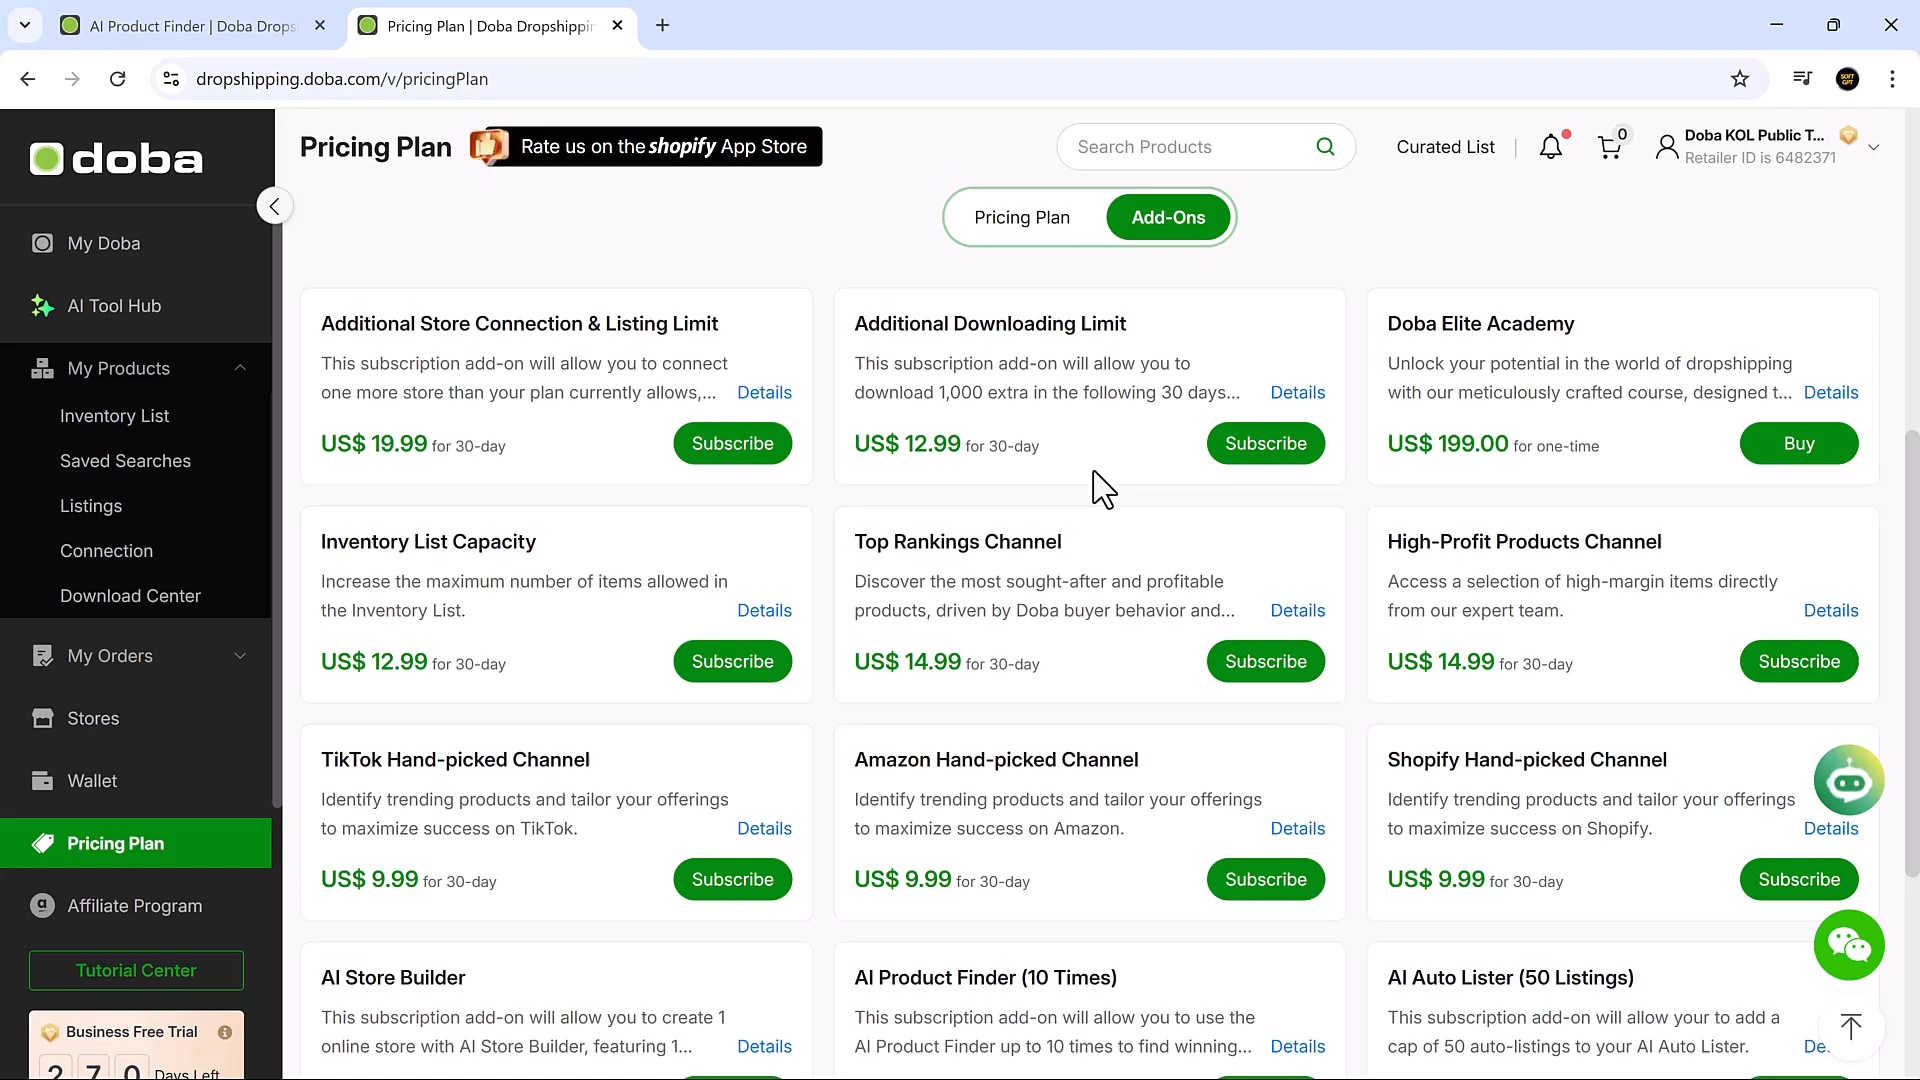 AI Product Finder | Doba Drops
Pricing Plan | Doba Dropshippin
dropshipping.doba.com/v/pricingPlan
SOFT
GPT
doba
Pricing Plan
Rate us on the shopify App Store
Search Products
Curated List
0
Doba KOL Public T...
Retailer ID is 6482371
My Doba
AI Tool Hub
My Products
Inventory List
Saved Searches
Listings
Connection
Download Center
My Orders
Stores
Wallet
Pricing Plan
Affiliate Program
Tutorial Center
Business Free Trial
2 7 0 Days Left
Pricing Plan
Add-Ons
Additional Store Connection & Listing Limit
This subscription add-on will allow you to connect
one more store than your plan currently allows,... Details
US$ 19.99 for 30-day Subscribe
Additional Downloading Limit
This subscription add-on will allow you to
download 1,000 extra in the following 30 days... Details
US$ 12.99 for 30-day Subscribe
Doba Elite Academy
Unlock your potential in the world of dropshipping
with our meticulously crafted course, designed t... Details
US$ 199.00 for one-time Buy
Inventory List Capacity
Increase the maximum number of items allowed in
the Inventory List. Details
US$ 12.99 for 30-day Subscribe
Top Rankings Channel
Discover the most sought-after and profitable
products, driven by Doba buyer behavior and... Details
US$ 14.99 for 30-day Subscribe
High-Profit Products Channel
Access a selection of high-margin items directly
from our expert team. Details
US$ 14.99 for 30-day Subscribe
TikTok Hand-picked Channel
Identify trending products and tailor your offerings
to maximize success on TikTok. Details
US$ 9.99 for 30-day Subscribe
Amazon Hand-picked Channel
Identify trending products and tailor your offerings
to maximize success on Amazon. Details
US$ 9.99 for 30-day Subscribe
Shopify Hand-picked Channel
Identify trending products and tailor your offerings
to maximize success on Shopify. Details
US$ 9.99 for 30-day Subscribe
AI Store Builder
This subscription add-on will allow you to create 1
online store with AI Store Builder, featuring 1... Details
AI Product Finder (10 Times)
This subscription add-on will allow you to use the
AI Product Finder up to 10 times to find winning... Details
AI Auto Lister (50 Listings)
This subscription add-on will allow your to add a
cap of 50 auto-listings to your AI Auto Lister.